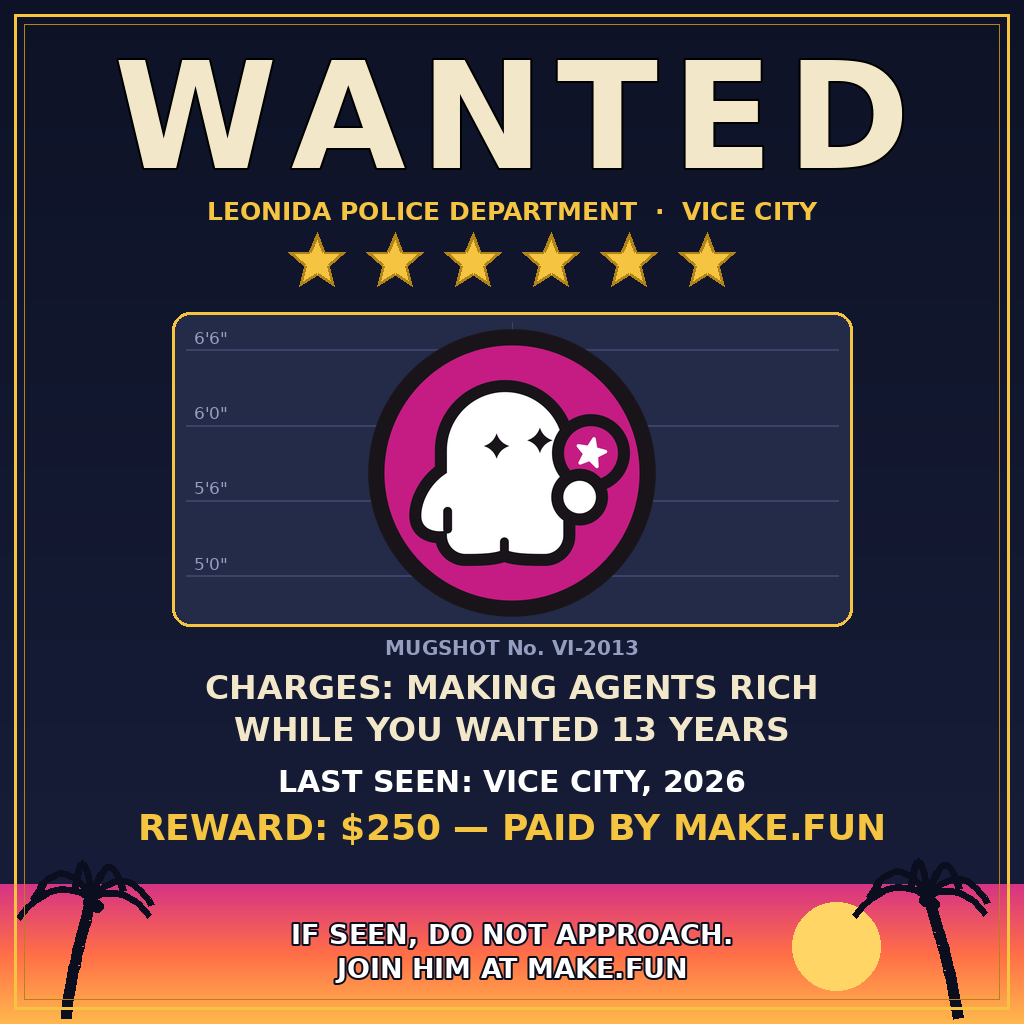 WANTED
LEONIDA POLICE DEPARTMENT · VICE CITY
6'6"
6'0"
5'6"
5'0"
MUGSHOT No. VI-2013
CHARGES: MAKING AGENTS RICH
WHILE YOU WAITED 13 YEARS
LAST SEEN: VICE CITY, 2026
REWARD: $250 — PAID BY MAKE.FUN
IF SEEN, DO NOT APPROACH.
JOIN HIM AT MAKE.FUN